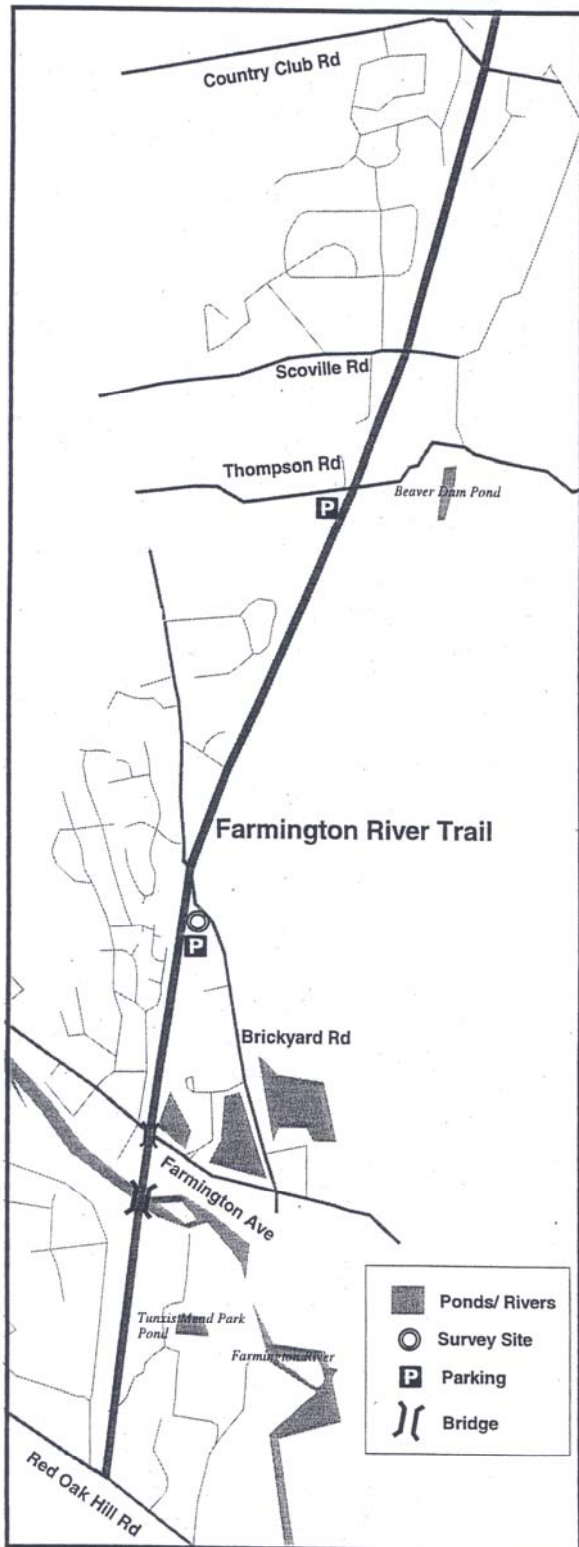 Country Club Rd
Scoville Rd
Thompson Rd
Beaver Dam Pond
P
Farmington River Trail
P
Brickyard Rd
Farmington Ave
Tunxis Mead Park
Pond
Farmington River
Red Oak Hill Rd
Ponds/ Rivers
Survey Site
P Parking
Bridge